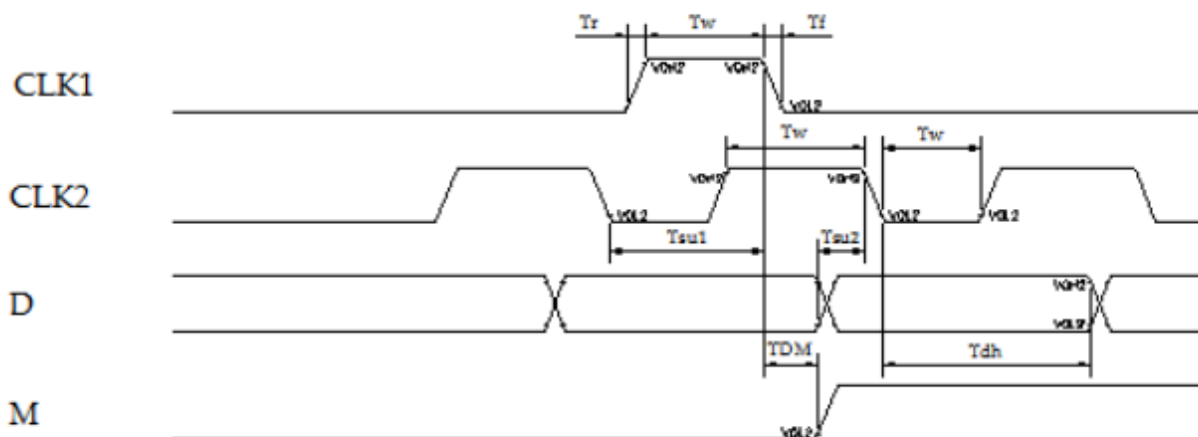 Tr Tw Tf
CLK1
VOH2 VOH2
VOL2
Tw Tw
CLK2
VOH2 VOH2
VOL2 VOL2 VOL2
Tsu1 Tsu2
D
VOH2
VOL2
TDM Tdh
M
VOL2